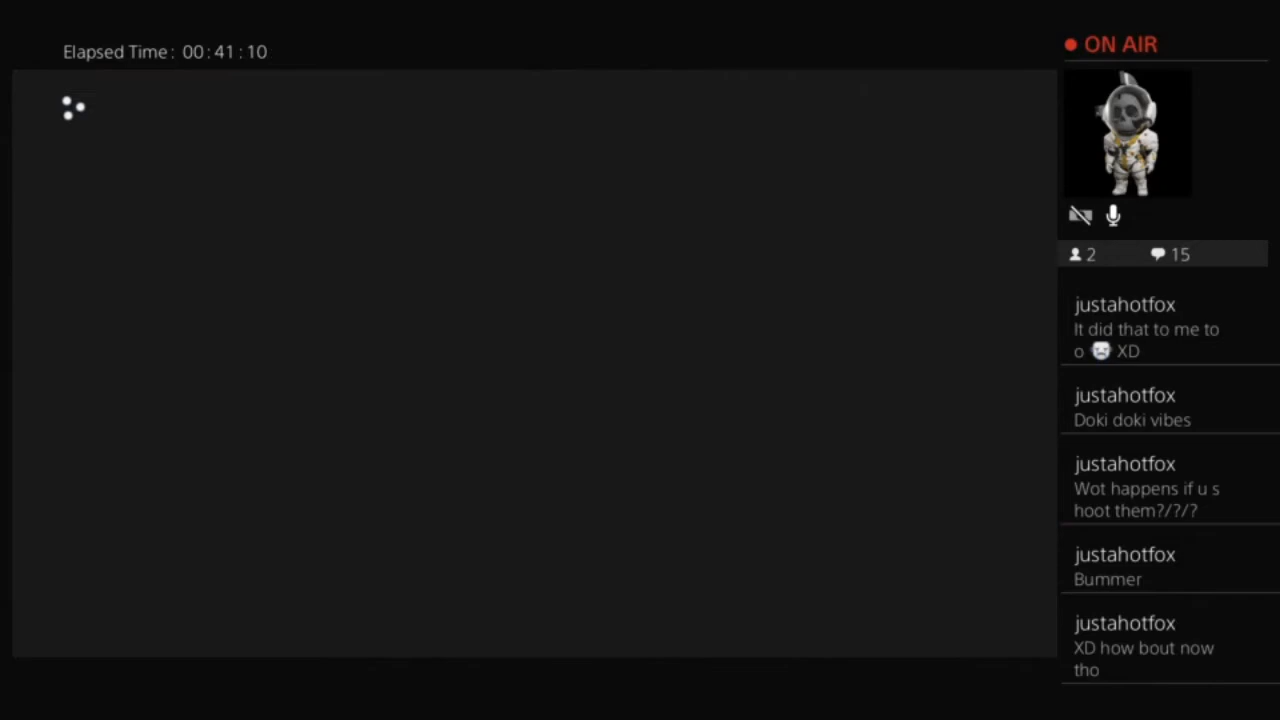 Elapsed Time: 00:41:10
ON AIR
2 15
justahotfox
It did that to me to
o XD
justahotfox
Doki doki vibes
justahotfox
Wot happens if u s
hoot them?/?/?
justahotfox
Bummer
justahotfox
XD how bout now
tho